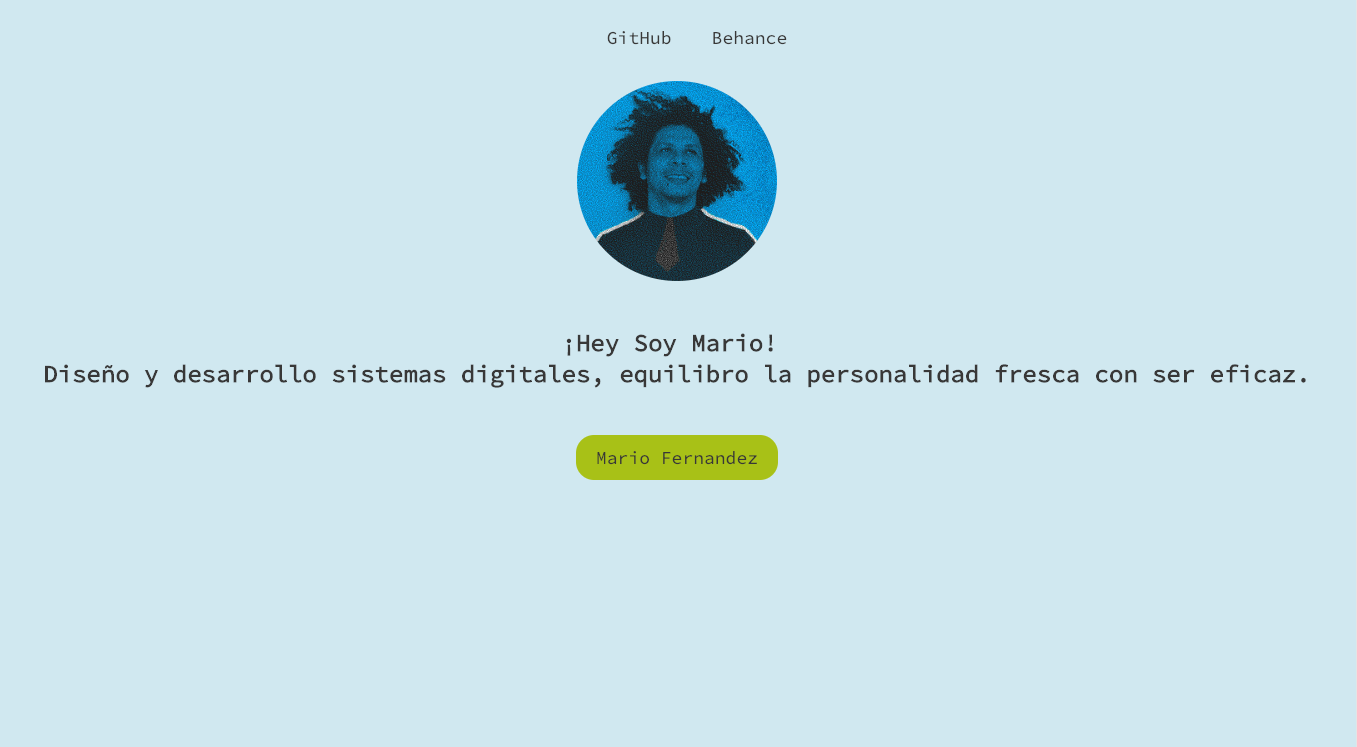 GitHub Behance
¡Hey Soy Mario!
Diseño y desarrollo sistemas digitales, equilibro la personalidad fresca con ser eficaz.
Mario Fernandez